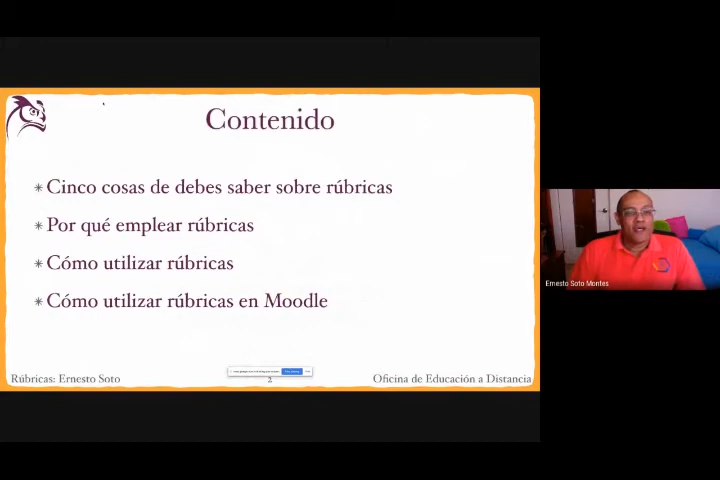 Contenido
Cinco cosas de debes saber sobre rúbricas
Por qué emplear rúbricas
Cómo utilizar rúbricas
Cómo utilizar rúbricas en Moodle
Rúbricas: Ernesto Soto
2
Oficina de Educación a Distancia
Ernesto Soto Montes